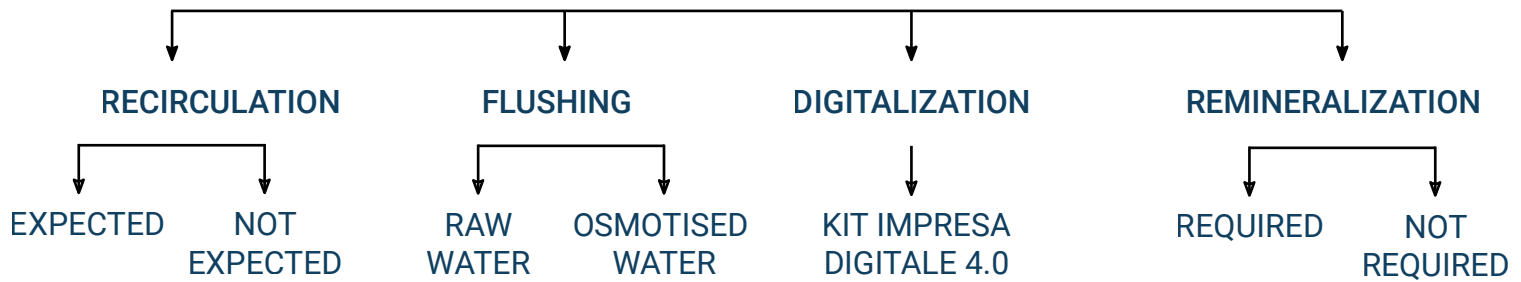 RECIRCULATION
FLUSHING
DIGITALIZATION
REMINERALIZATION
EXPECTED
NOT
EXPECTED
RAW
WATER
OSMOTISED
WATER
KIT IMPRESA
DIGITALE 4.0
REQUIRED
NOT
REQUIRED